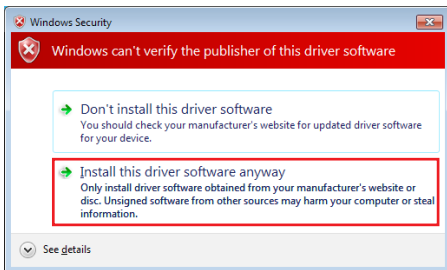 Windows Security
Windows can't verify the publisher of this driver software
Don't install this driver software
You should check your manufacturer's website for updated driver software
for your device.
Install this driver software anyway
Only install driver software obtained from your manufacturer's website or
disc. Unsigned software from other sources may harm your computer or steal
information.
See details